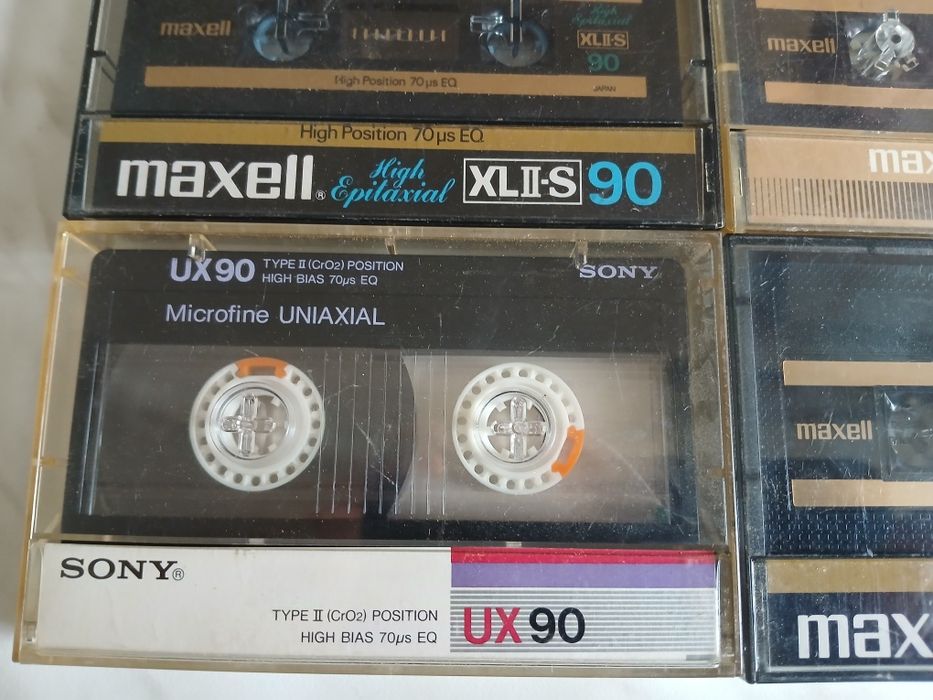 maxell
High
Epitaxial
XLII-S
90
High Position 70µs EQ
JAPAN
maxell
High Position 70µs EQ
maxell® High Epitaxial XLII-S 90
max
UX90 TYPE II (CrO2) POSITION
HIGH BIAS 70µs EQ
SONY
Microfine UNIAXIAL
maxell
SONY®
TYPE II (CrO2) POSITION
HIGH BIAS 70µs EQ
UX 90
max